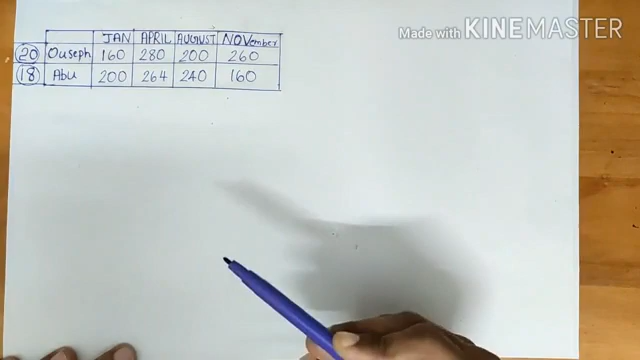 Made with KINEMASTER
JAN APRIL AUGUST NOVember
20 Ouseph 160 280 200 260
18 Abu 200 264 240 160